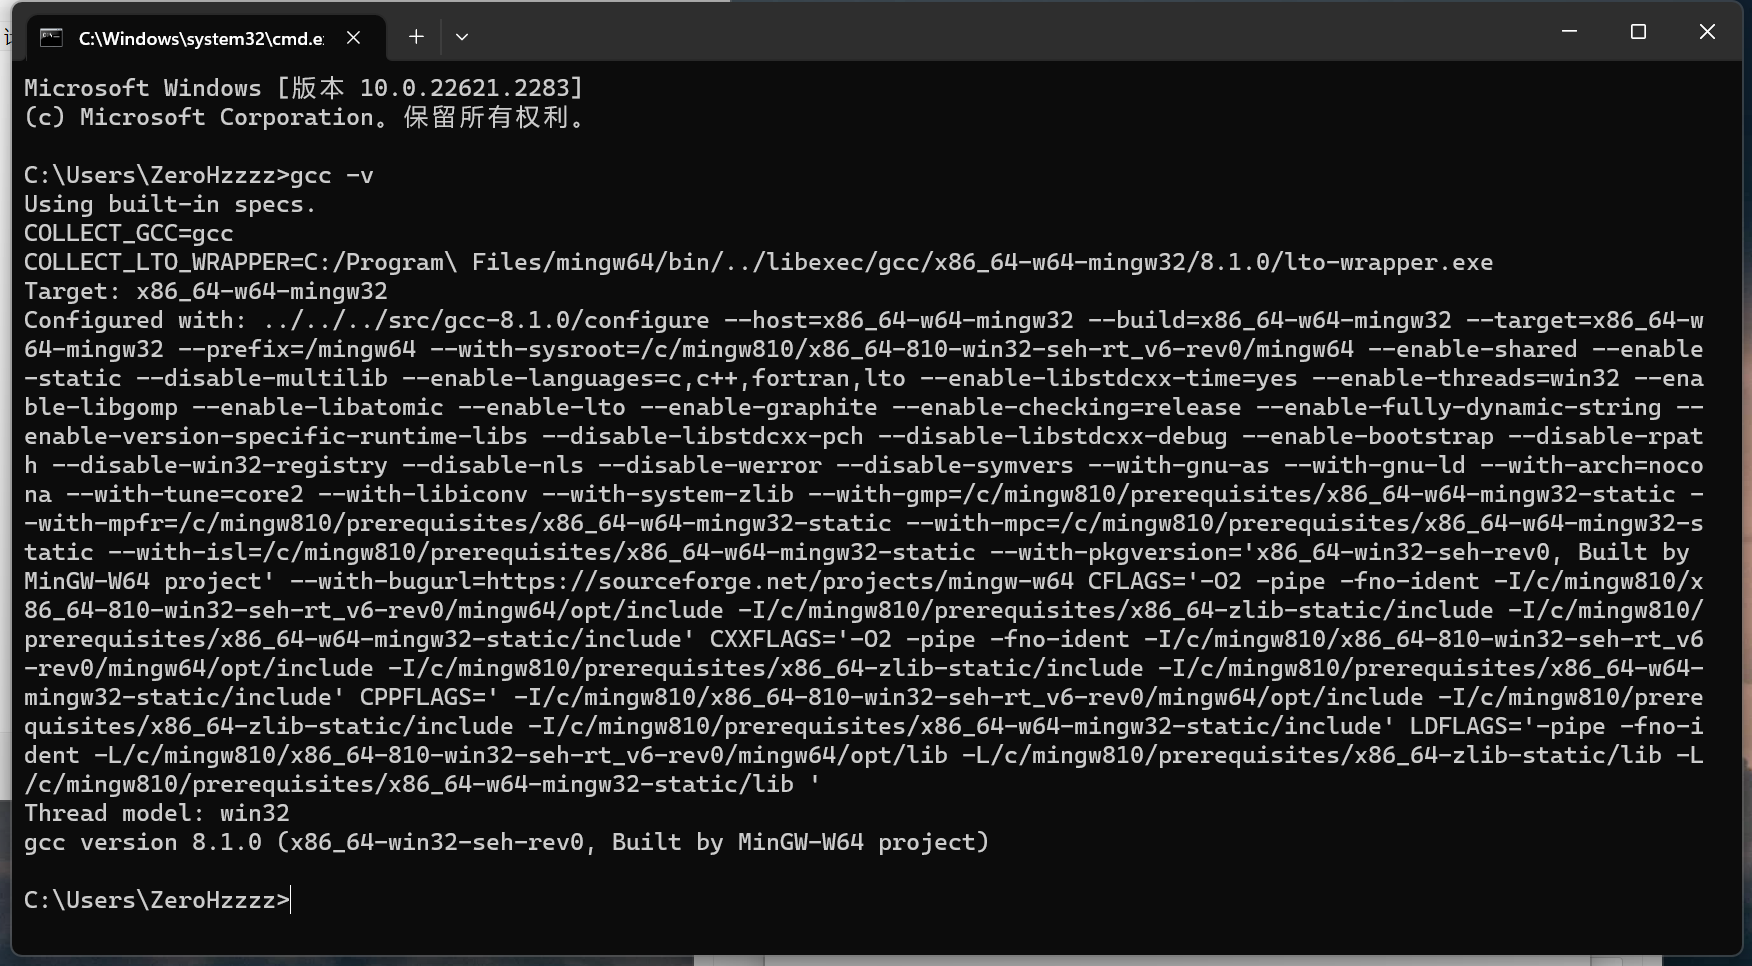 C:\Windows\system32\cmd.e
Microsoft Windows [版本 10.0.22621.2283]
(c) Microsoft Corporation。保留所有权利。
C:\Users\ZeroHzzzz>gcc -v
Using built-in specs.
COLLECT_GCC=gcc
COLLECT_LTO_WRAPPER=C:/Program\ Files/mingw64/bin/../libexec/gcc/x86_64-w64-mingw32/8.1.0/lto-wrapper.exe
Target: x86_64-w64-mingw32
Configured with: ../../../src/gcc-8.1.0/configure --host=x86_64-w64-mingw32 --build=x86_64-w64-mingw32 --target=x86_64-w
64-mingw32 --prefix=/mingw64 --with-sysroot=/c/mingw810/x86_64-810-win32-seh-rt_v6-rev0/mingw64 --enable-shared --enable
-static --disable-multilib --enable-languages=c,c++,fortran,lto --enable-libstdcxx-time=yes --enable-threads=win32 --ena
ble-libgomp --enable-libatomic --enable-lto --enable-graphite --enable-checking=release --enable-fully-dynamic-string --
enable-version-specific-runtime-libs --disable-libstdcxx-pch --disable-libstdcxx-debug --enable-bootstrap --disable-rpat
h --disable-win32-registry --disable-nls --disable-werror --disable-symvers --with-gnu-as --with-gnu-ld --with-arch=noco
na --with-tune=core2 --with-libiconv --with-system-zlib --with-gmp=/c/mingw810/prerequisites/x86_64-w64-mingw32-static -
-with-mpfr=/c/mingw810/prerequisites/x86_64-w64-mingw32-static --with-mpc=/c/mingw810/prerequisites/x86_64-w64-mingw32-s
tatic --with-isl=/c/mingw810/prerequisites/x86_64-w64-mingw32-static --with-pkgversion='x86_64-win32-seh-rev0, Built by
MinGW-W64 project' --with-bugurl=https://sourceforge.net/projects/mingw-w64 CFLAGS='-O2 -pipe -fno-ident -I/c/mingw810/x
86_64-810-win32-seh-rt_v6-rev0/mingw64/opt/include -I/c/mingw810/prerequisites/x86_64-zlib-static/include -I/c/mingw810/
prerequisites/x86_64-w64-mingw32-static/include' CXXFLAGS='-O2 -pipe -fno-ident -I/c/mingw810/x86_64-810-win32-seh-rt_v6
-rev0/mingw64/opt/include -I/c/mingw810/prerequisites/x86_64-zlib-static/include -I/c/mingw810/prerequisites/x86_64-w64-
mingw32-static/include' CPPFLAGS=' -I/c/mingw810/x86_64-810-win32-seh-rt_v6-rev0/mingw64/opt/include -I/c/mingw810/prere
quisites/x86_64-zlib-static/include -I/c/mingw810/prerequisites/x86_64-w64-mingw32-static/include' LDFLAGS='-pipe -fno-i
dent -L/c/mingw810/x86_64-810-win32-seh-rt_v6-rev0/mingw64/opt/lib -L/c/mingw810/prerequisites/x86_64-zlib-static/lib -L
/c/mingw810/prerequisites/x86_64-w64-mingw32-static/lib '
Thread model: win32
gcc version 8.1.0 (x86_64-win32-seh-rev0, Built by MinGW-W64 project)
C:\Users\ZeroHzzzz>